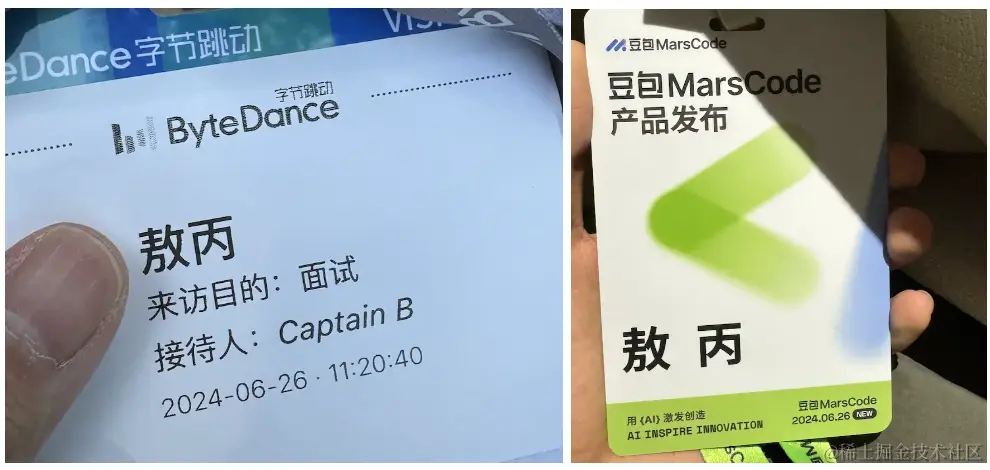 ByteDance 字节跳动
字节跳动
ByteDance
敖丙
来访目的：面试
接待人：Captain B
2024-06-26 · 11:20:40
豆包MarsCode
豆包MarsCode
产品发布
敖 丙
用 {AI} 激发创造
AI INSPIRE INNOVATION
豆包MarsCode
2024.06.26 NEW
@稀土掘金技术社区